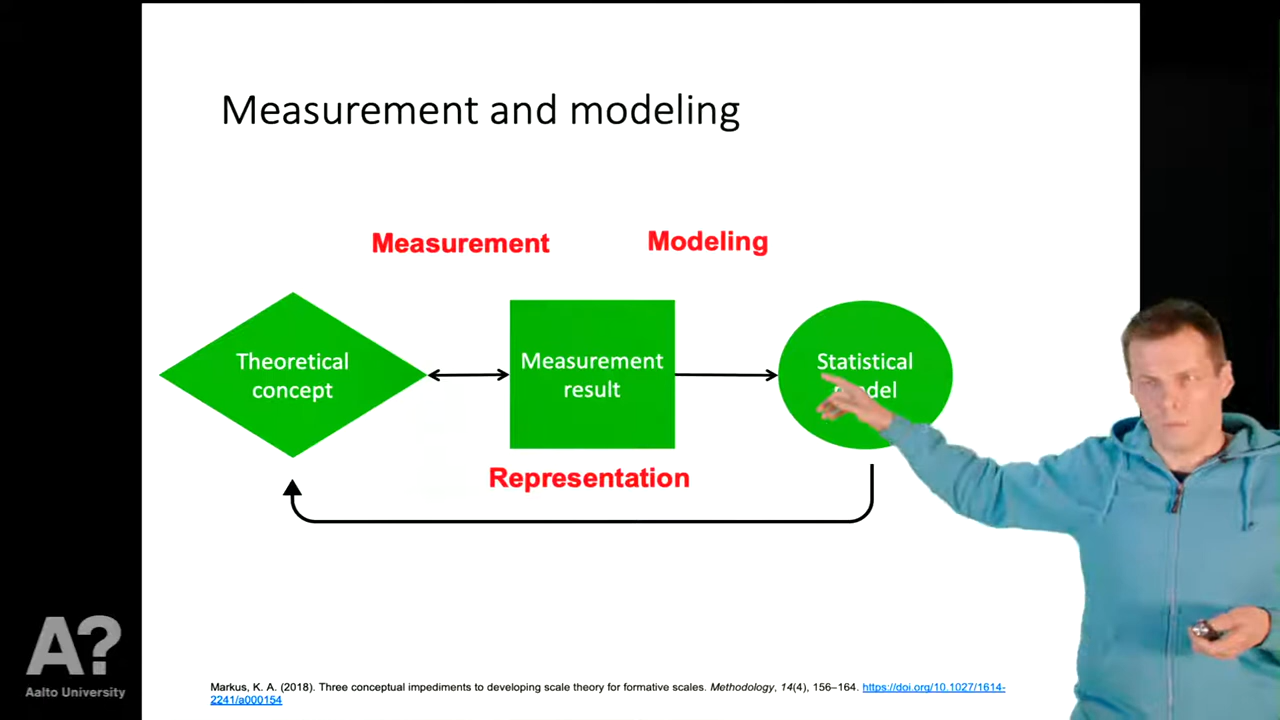 Measurement and modeling
Measurement
Modeling
Theoretical
concept
Measurement
result
Statistical
Representation
A?
Aalto University
Markus, K. A. (2018). Three conceptual impediments to developing scale theory for formative scales. Methodology, 14(4), 156–164. https://doi.org/10.1027/1614-
2241/a000154